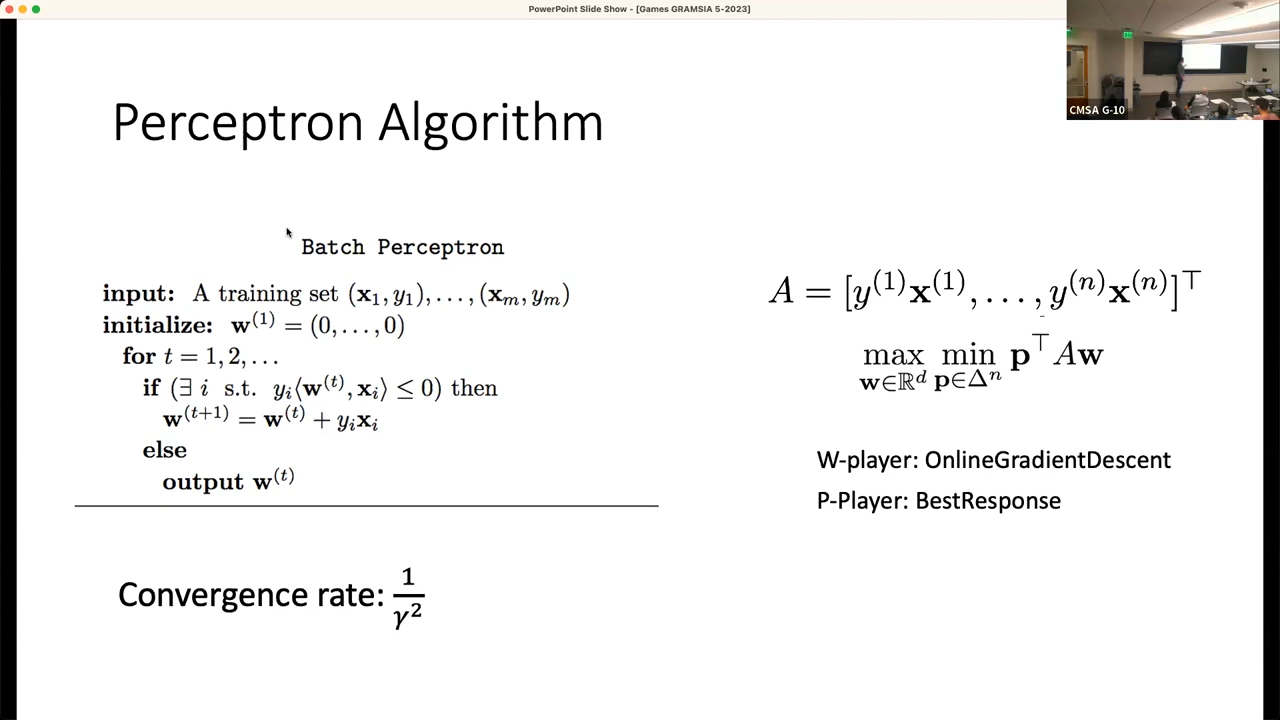 PowerPoint Slide Show - [Games GRAMSIA 5-2023]
CMSA G-10
Perceptron Algorithm
Batch Perceptron
input: A training set (x₁, y₁), . . . , (xₘ, yₘ)
initialize: w⁽¹⁾ = (0, . . . , 0)
for t = 1, 2, . . .
if (∃ i s.t. yᵢ⟨w⁽ᵗ⁾, xᵢ⟩ ≤ 0) then
w⁽ᵗ⁺¹⁾ = w⁽ᵗ⁾ + yᵢxᵢ
else
output w⁽ᵗ⁾
Convergence rate: 1/γ²
A = [y⁽¹⁾x⁽¹⁾, . . . , y⁽ⁿ⁾x⁽ⁿ⁾]⊤
max min p⊤Aw
w∈ℝᵈ p∈Δⁿ
W-player: OnlineGradientDescent
P-Player: BestResponse